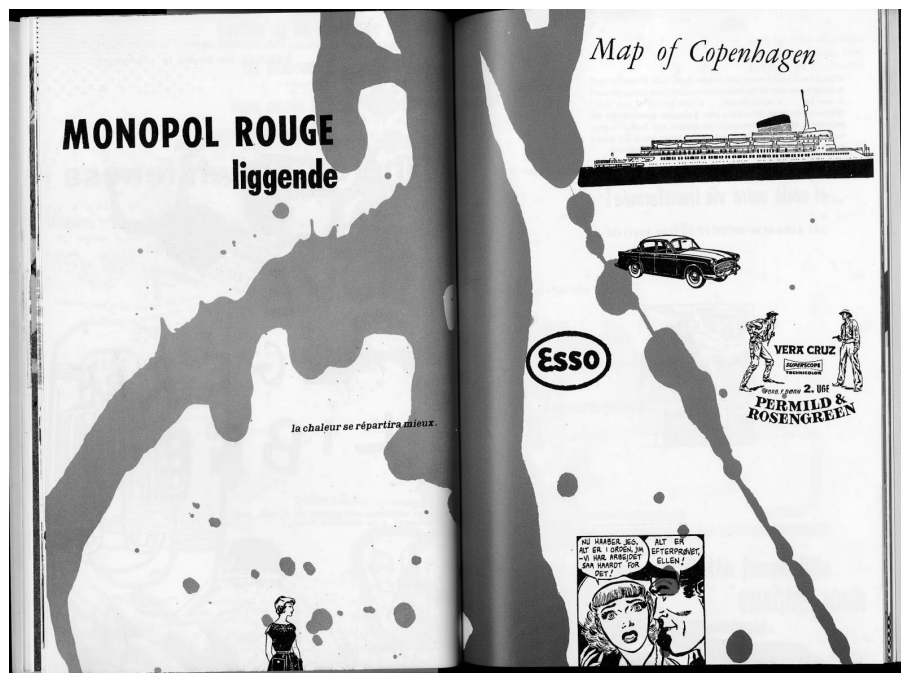 MONOPOL ROUGE
liggende
la chaleur se répartira mieux.
Map of Copenhagen
Esso
VERA CRUZ
SUPERSCOPE
TECHNICOLOR
2. UGE
PERMILD &
ROSENGREEN
NU HAABER JEG,
ALT ER I ORDEN, JIM
-VI HAR ARBEJDET
SAA HAARDT FOR
DET!
ALT ER
EFTERPRØVET,
ELLEN!